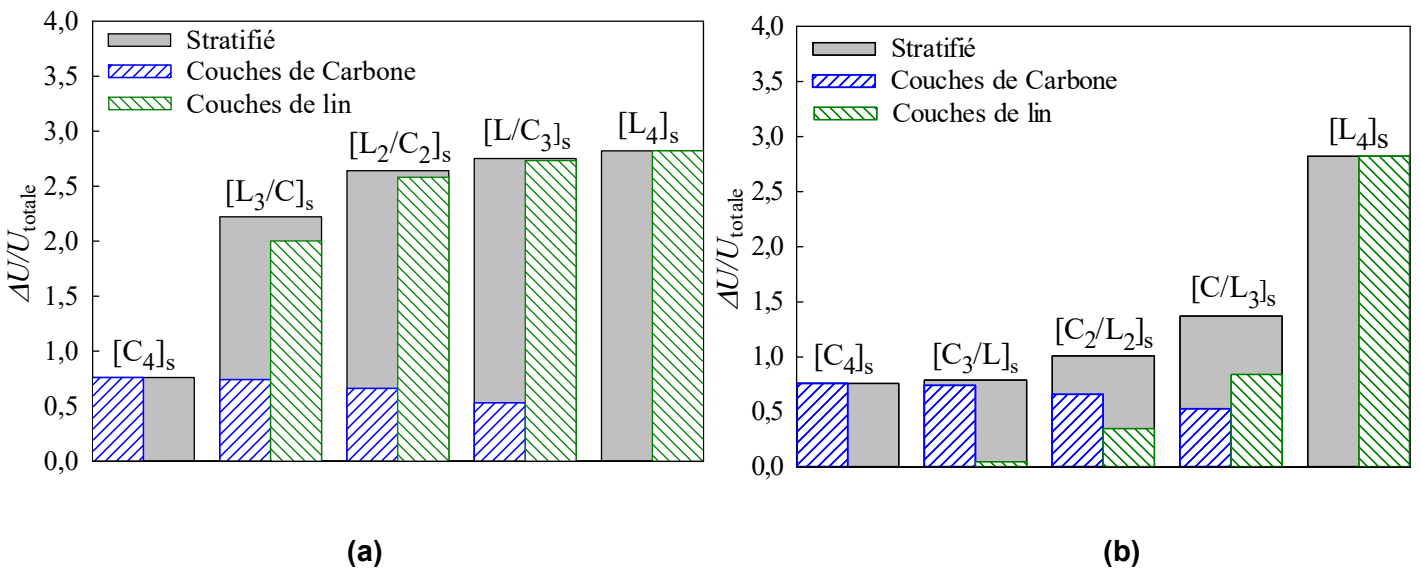 4,0
3,5
3,0
2,5
2,0
1,5
1,0
0,5
0,0
ΔU/U totale
Stratifié
Couches de Carbone
Couches de lin
[C4]s
[L3/C]s
[L2/C2]s
[L/C3]s
[L4]s
(a)
4,0
3,5
3,0
2,5
2,0
1,5
1,0
0,5
0,0
ΔU/U totale
Stratifié
Couches de Carbone
Couches de lin
[C4]s
[C3/L]s
[C2/L2]s
[C/L3]s
[L4]s
(b)